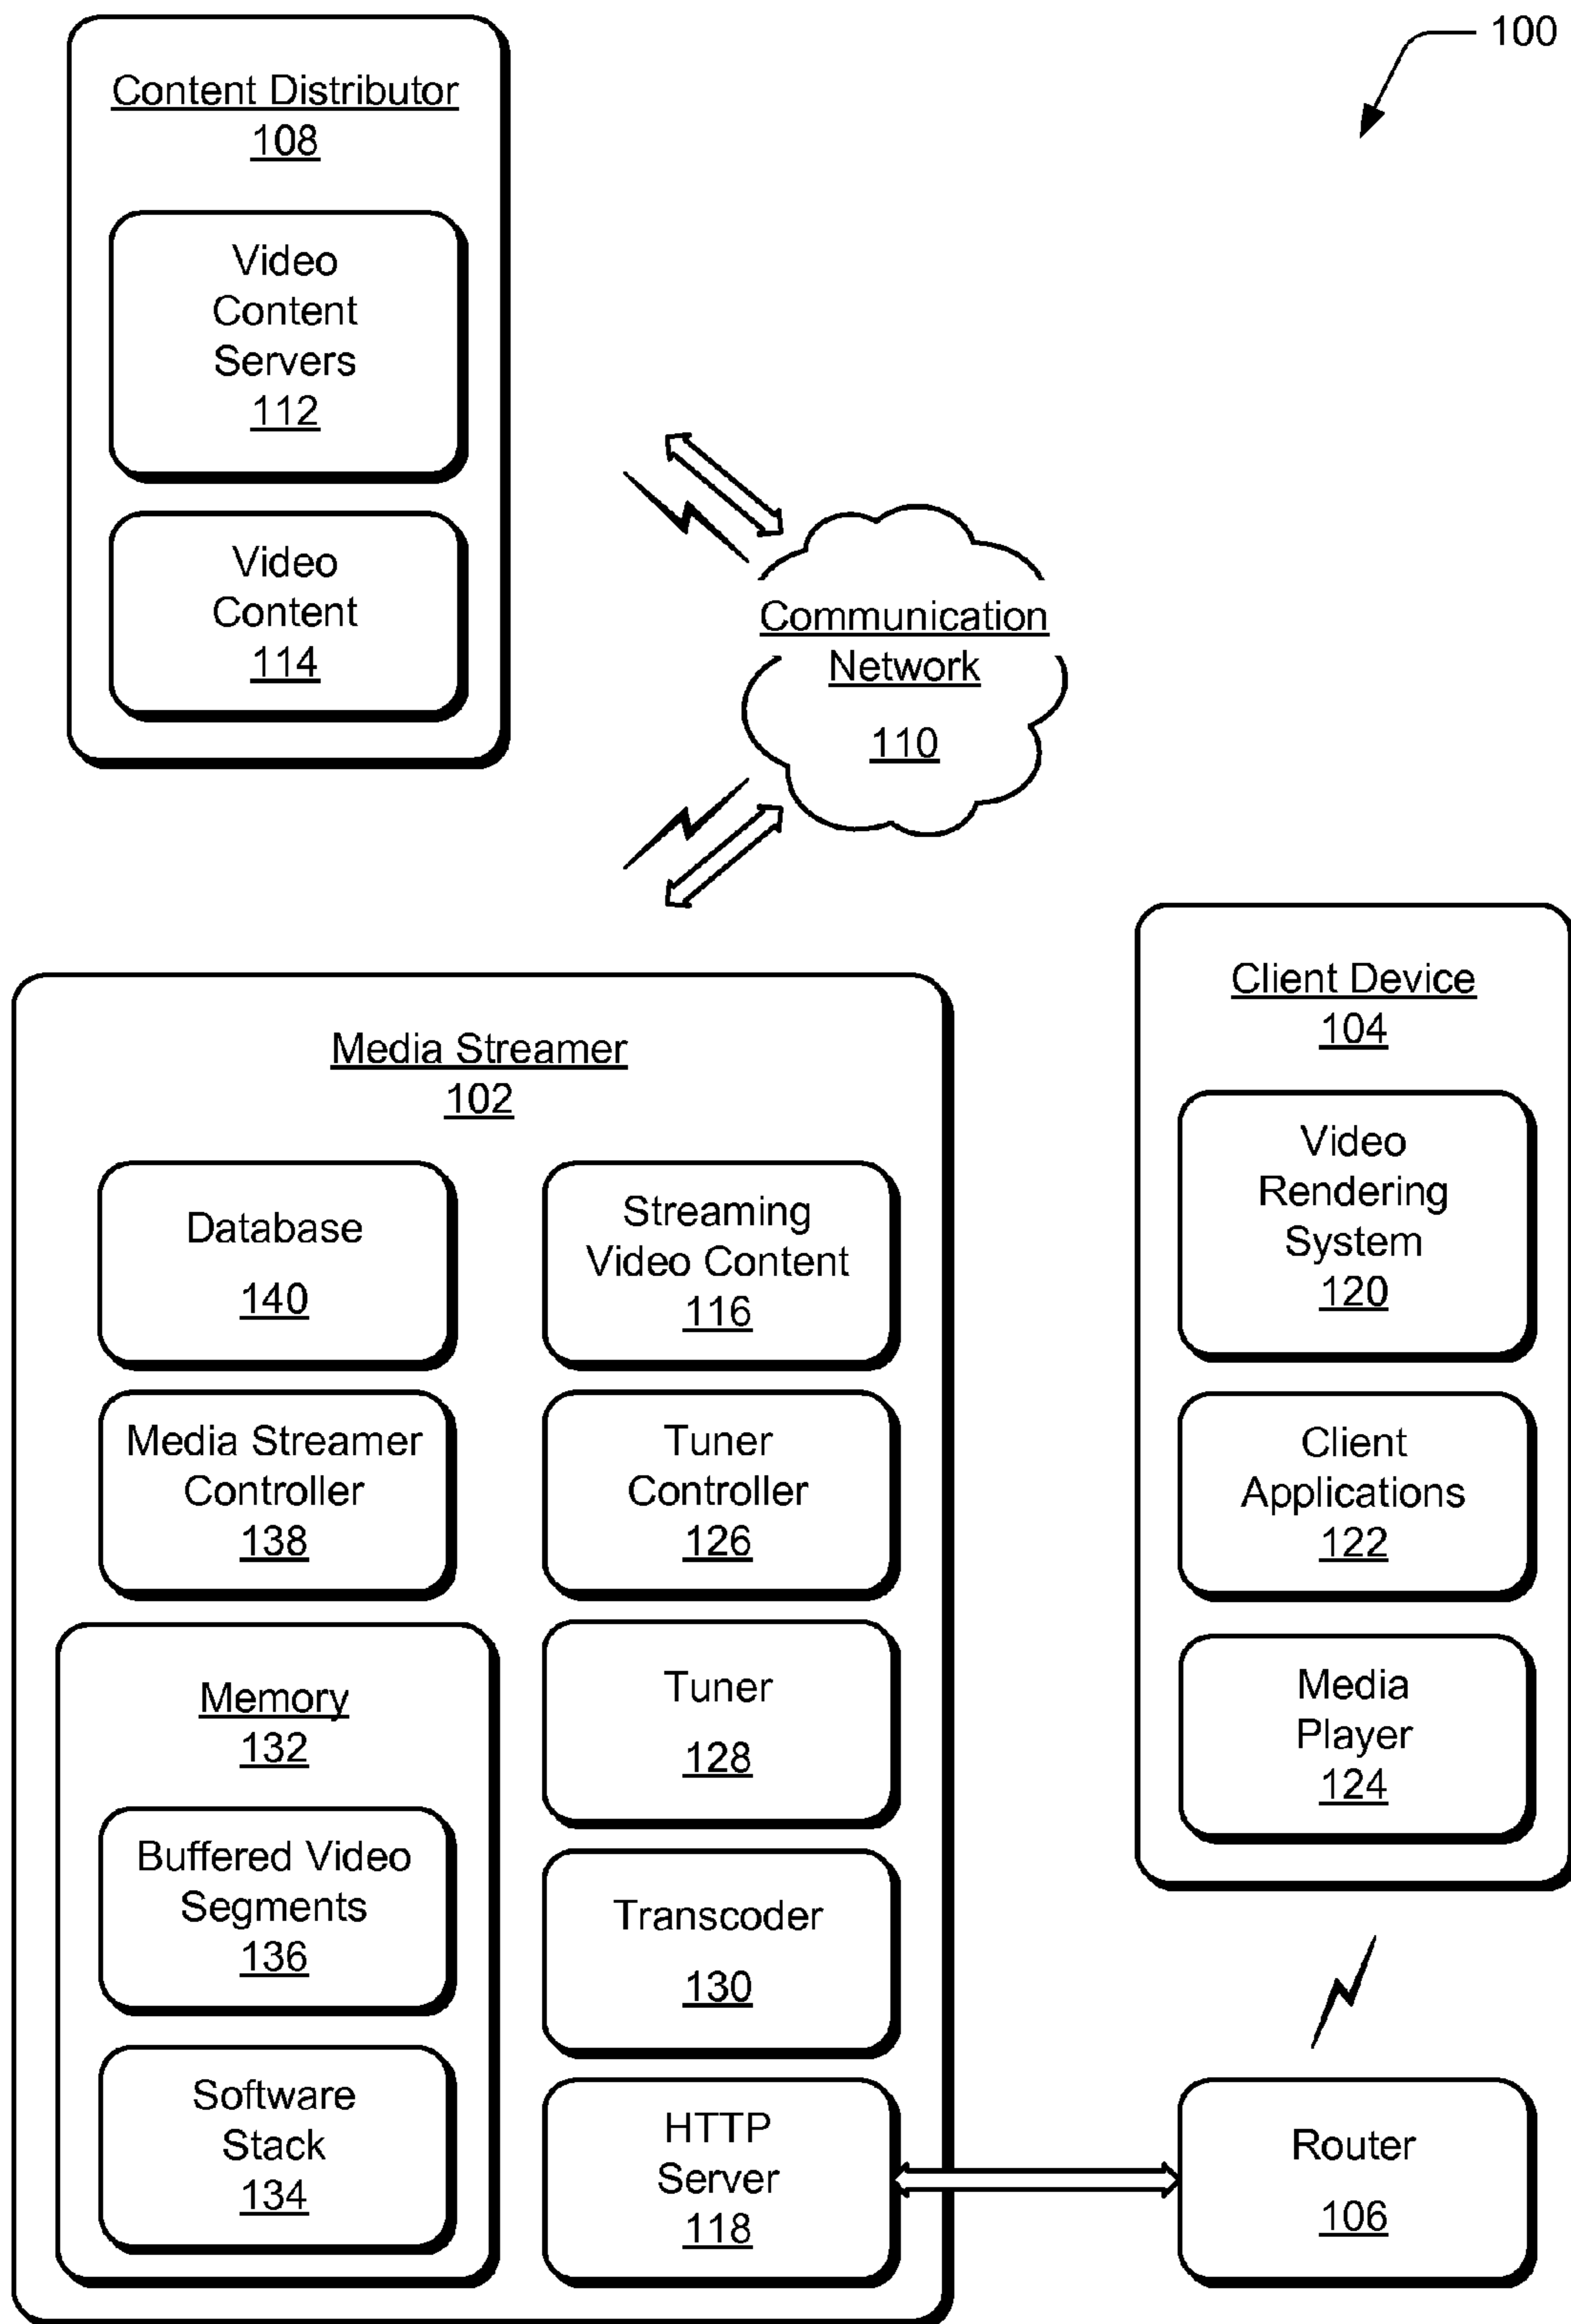 100
Content Distributor
108
Video
Content
Servers
112
Video
Content
114
Communication
Network
110
Media Streamer
102
Database
140
Streaming
Video Content
116
Media Streamer
Controller
138
Tuner
Controller
126
Memory
132
Buffered Video
Segments
136
Software
Stack
134
Tuner
128
Transcoder
130
HTTP
Server
118
Client Device
104
Video
Rendering
System
120
Client
Applications
122
Media
Player
124
Router
106